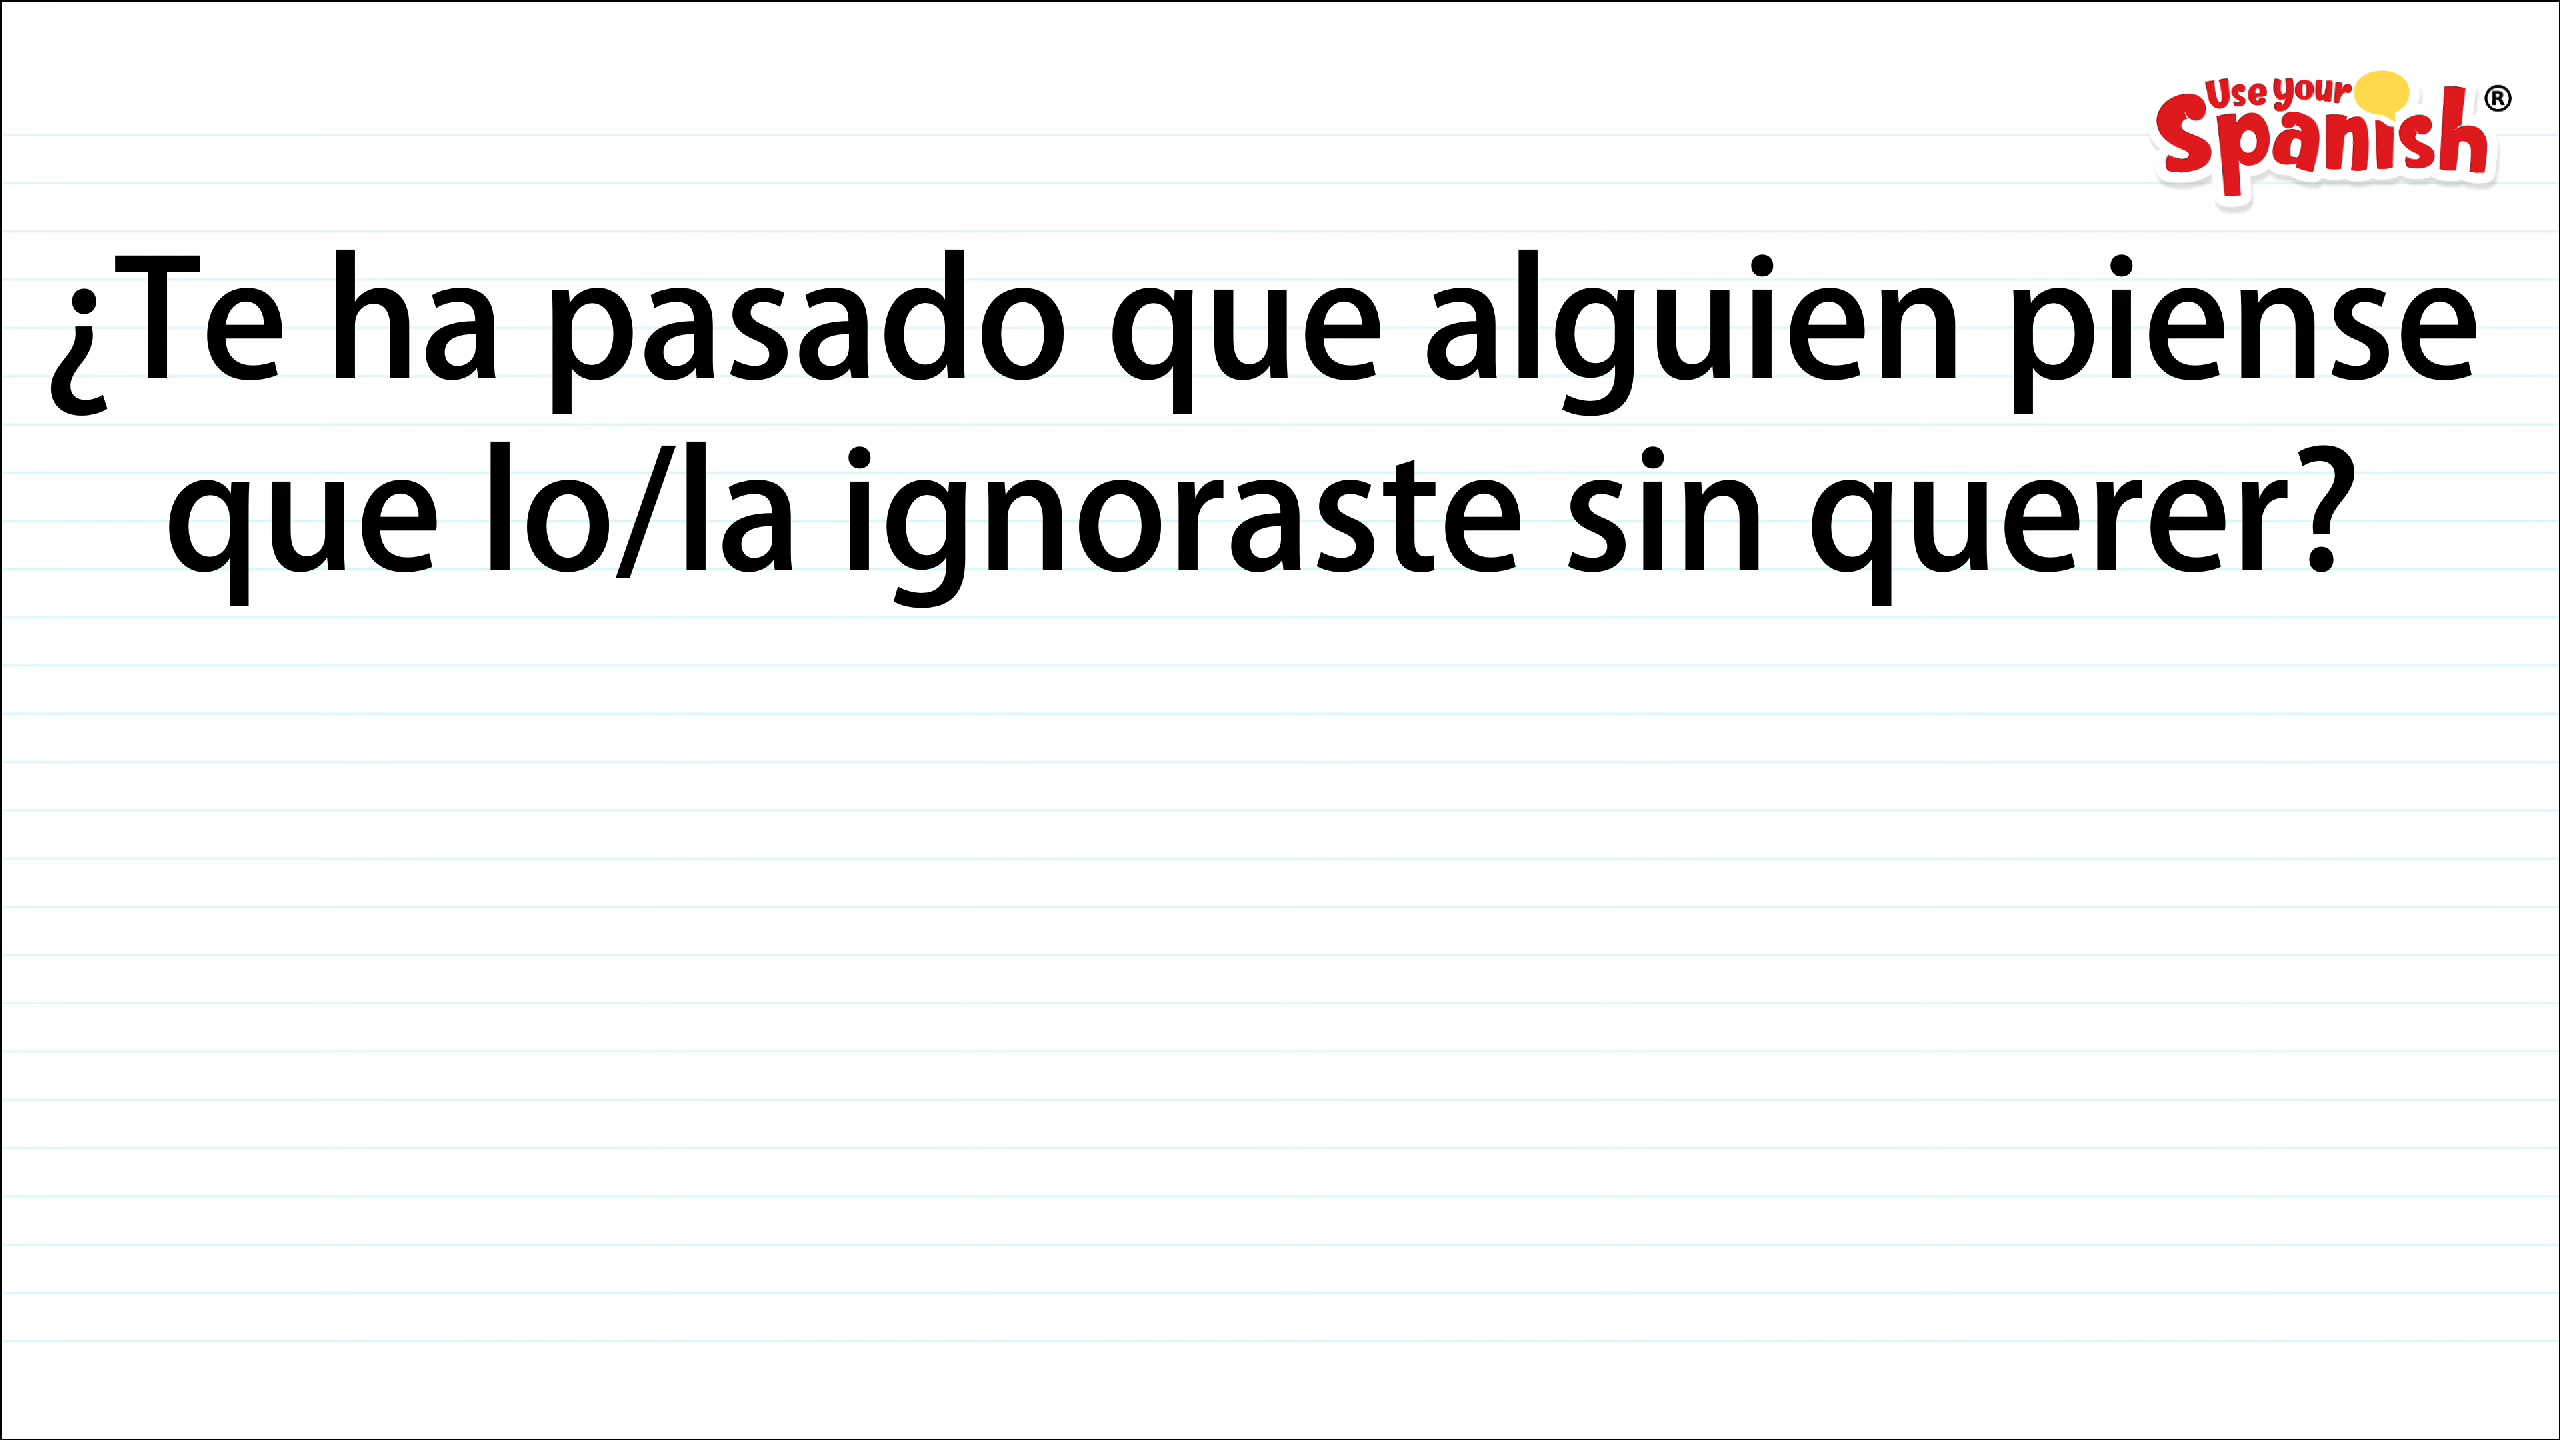 Use your
Spanish®
¿Te ha pasado que alguien piense
que lo/la ignoraste sin querer?